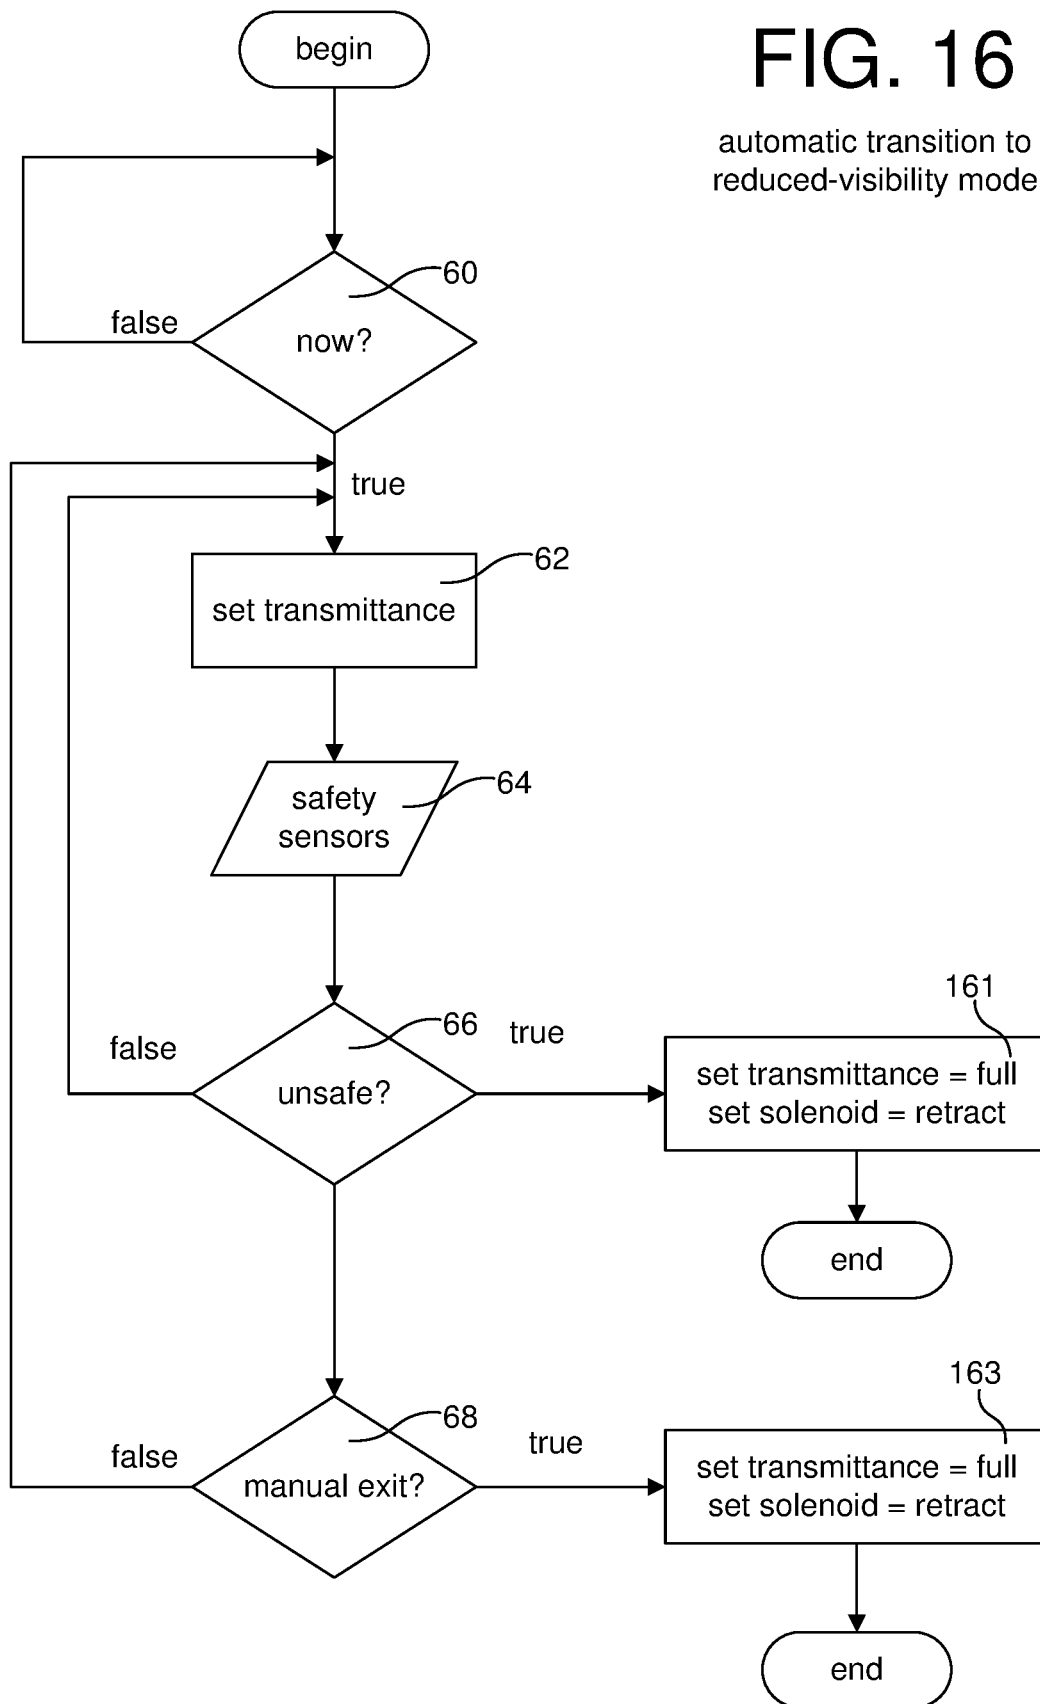 begin
FIG. 16
automatic transition to
reduced-visibility mode
60
false
now?
true
62
set transmittance
64
safety
sensors
161
66
true
false
unsafe?
set transmittance = full
set solenoid = retract
end
163
68
true
false
manual exit?
set transmittance = full
set solenoid = retract
end